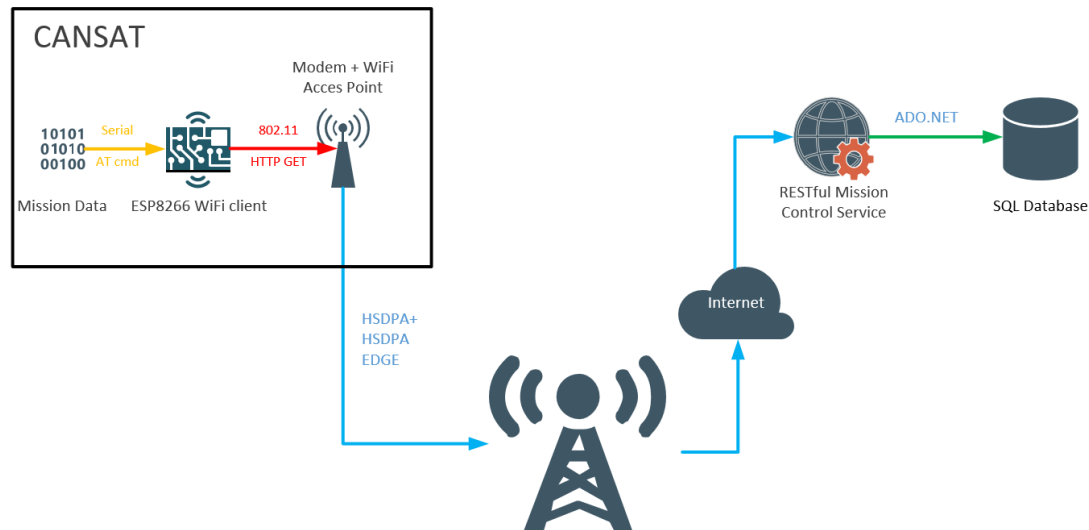 CANSAT
Modem + WiFi
Acces Point
10101
01010
00100
Serial
AT cmd
802.11
HTTP GET
Mission Data
ESP8266 WiFi client
HSDPA+
HSDPA
EDGE
Internet
RESTful Mission
Control Service
ADO.NET
SQL Database